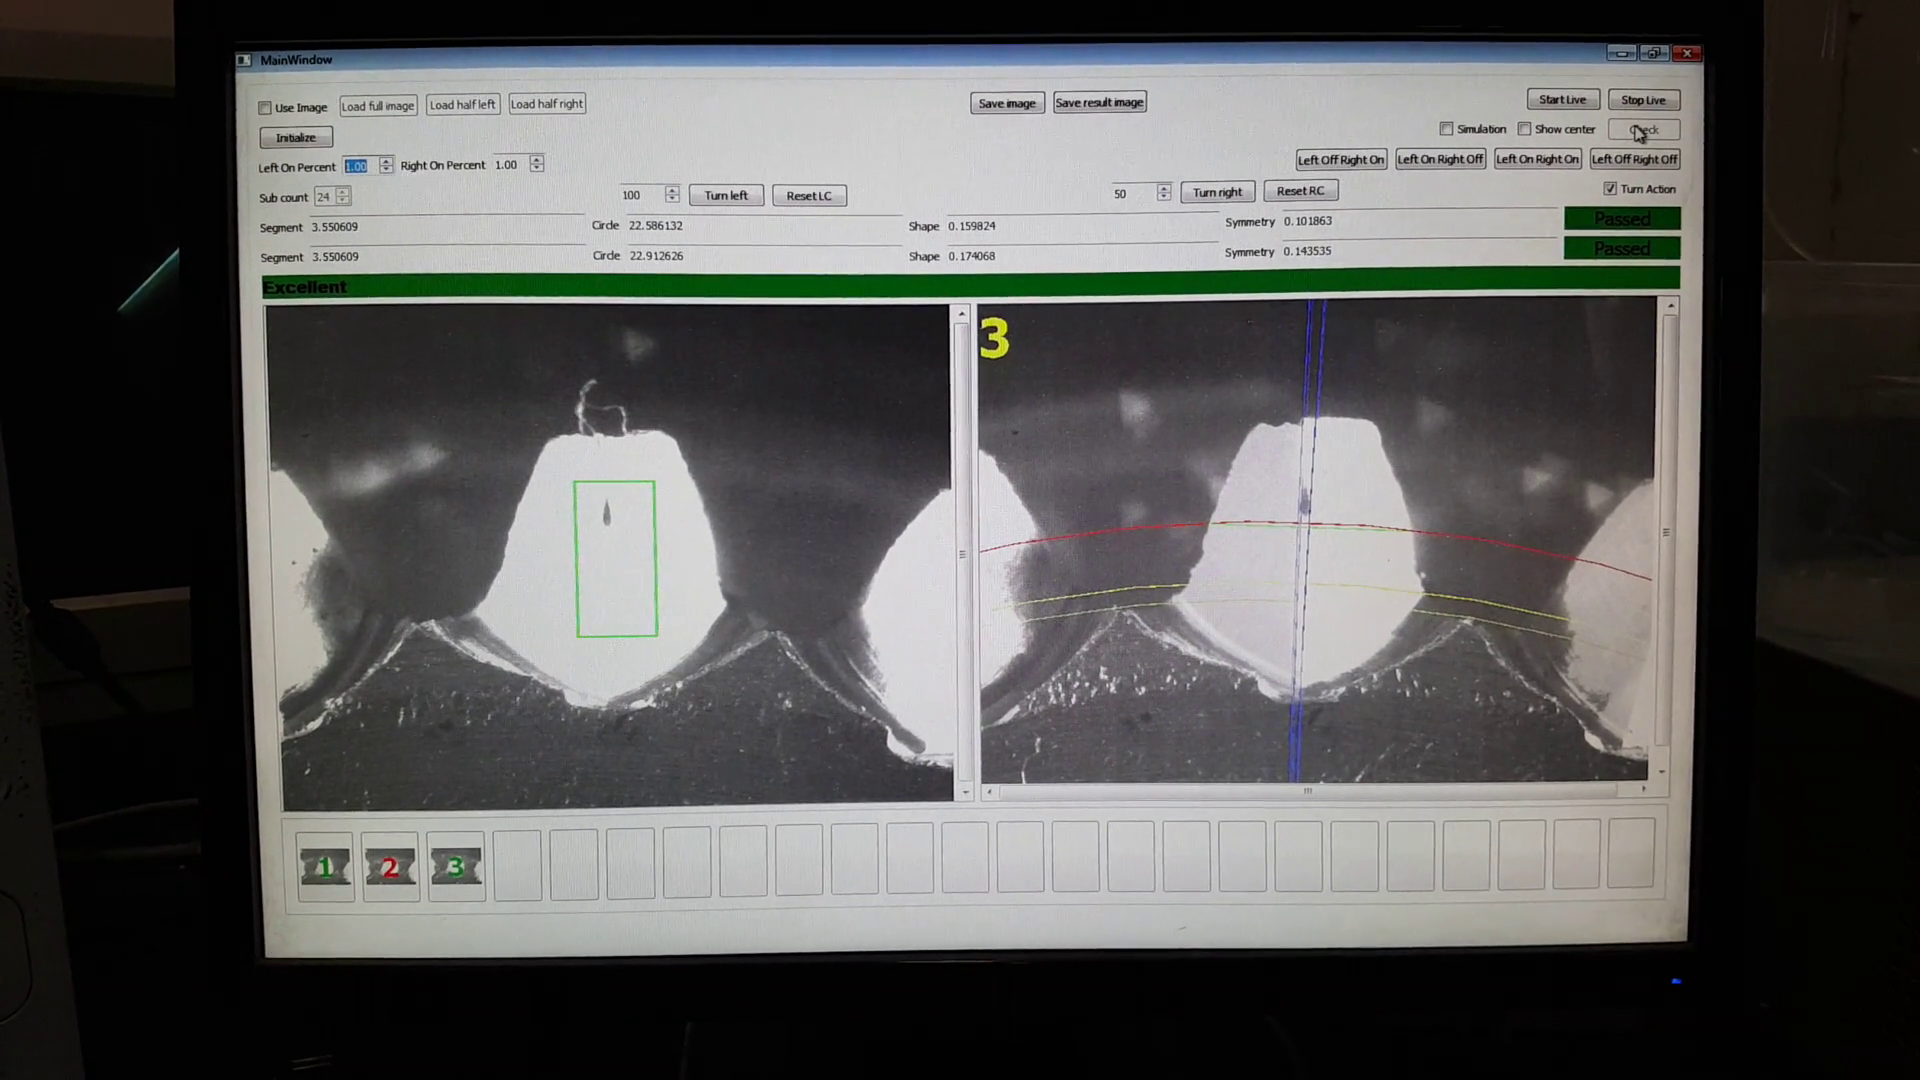 MainWindow
Use Image Load full image Load half left Load half right Save image Save result image Start Live Stop Live
Initialize Simulation Show center Check
Left On Percent 1.00 Right On Percent 1.00 Left Off Right On Left On Right Off Left On Right On Left Off Right Off
Sub count 24 100 Turn left Reset LC 50 Turn right Reset RC Turn Action
Segment 3.550609 Circle 22.586132 Shape 0.159824 Symmetry 0.101863 Passed
Segment 3.550609 Circle 22.912626 Shape 0.174068 Symmetry 0.143535 Passed
Excellent
3
1 2 3